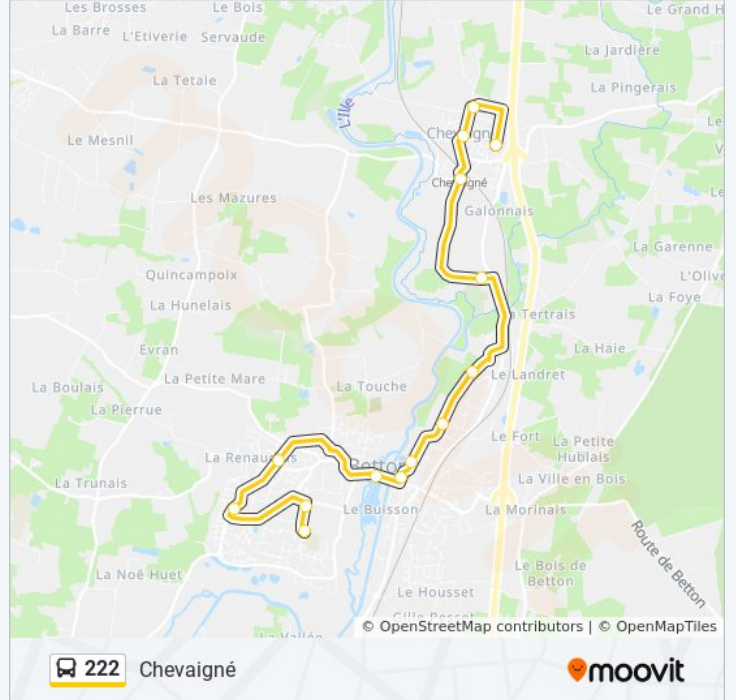 Les Brosses
Le Bois
Le Grand H
La Barre
L'Etiverie
Servaude
La Jardière
La Tetale
La Pingerais
L'Ille
Le Mesnil
Chevaigné
Les Mazures
Galonnais
La Garenne
Quincampoix
L'Olive
La Foye
La Hunelais
Tertrais
Evran
La Haie
La Petite Mare
Le Landret
La Boulais
La Touche
La Pierrue
Le Fort
La Petite
Hublais
La Renau
Betton
La Ville en Bois
La Trunais
Le Buisson
La Morinais
Route de Betton
Le Bois de
Betton
La Noë Huet
Le Housset
La Vallée
© OpenStreetMap contributors | © OpenMapTiles
222 Chevaigné
moovit